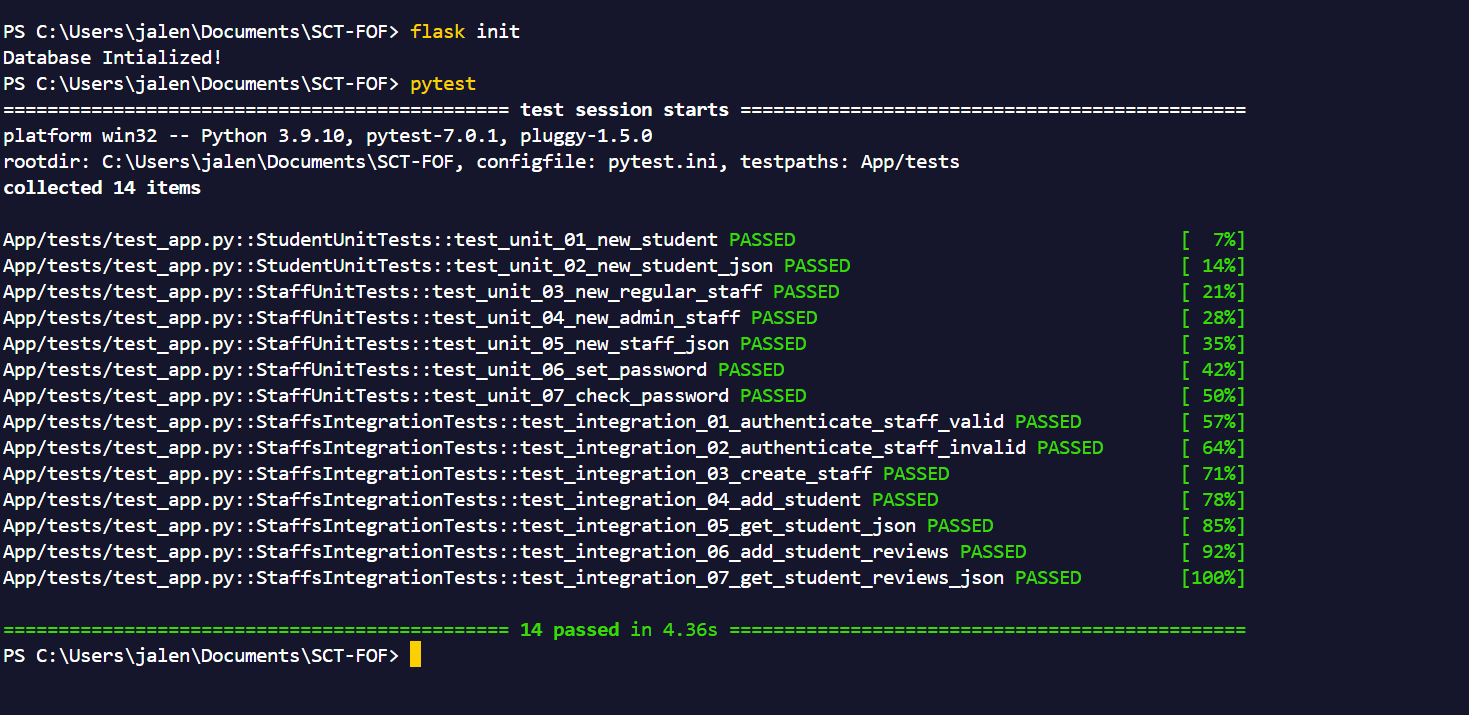 PS C:\Users\jalen\Documents\SCT-FOF> flask init
Database Intialized!
PS C:\Users\jalen\Documents\SCT-FOF> pytest
============================================== test session starts ==============================================
platform win32 -- Python 3.9.10, pytest-7.0.1, pluggy-1.5.0
rootdir: C:\Users\jalen\Documents\SCT-FOF, configfile: pytest.ini, testpaths: App/tests
collected 14 items
App/tests/test_app.py::StudentUnitTests::test_unit_01_new_student PASSED [  7%]
App/tests/test_app.py::StudentUnitTests::test_unit_02_new_student_json PASSED [ 14%]
App/tests/test_app.py::StaffUnitTests::test_unit_03_new_regular_staff PASSED [ 21%]
App/tests/test_app.py::StaffUnitTests::test_unit_04_new_admin_staff PASSED [ 28%]
App/tests/test_app.py::StaffUnitTests::test_unit_05_new_staff_json PASSED [ 35%]
App/tests/test_app.py::StaffUnitTests::test_unit_06_set_password PASSED [ 42%]
App/tests/test_app.py::StaffUnitTests::test_unit_07_check_password PASSED [ 50%]
App/tests/test_app.py::StaffsIntegrationTests::test_integration_01_authenticate_staff_valid PASSED [ 57%]
App/tests/test_app.py::StaffsIntegrationTests::test_integration_02_authenticate_staff_invalid PASSED [ 64%]
App/tests/test_app.py::StaffsIntegrationTests::test_integration_03_create_staff PASSED [ 71%]
App/tests/test_app.py::StaffsIntegrationTests::test_integration_04_add_student PASSED [ 78%]
App/tests/test_app.py::StaffsIntegrationTests::test_integration_05_get_student_json PASSED [ 85%]
App/tests/test_app.py::StaffsIntegrationTests::test_integration_06_add_student_reviews PASSED [ 92%]
App/tests/test_app.py::StaffsIntegrationTests::test_integration_07_get_student_reviews_json PASSED [100%]
============================================== 14 passed in 4.36s ===============================================
PS C:\Users\jalen\Documents\SCT-FOF>